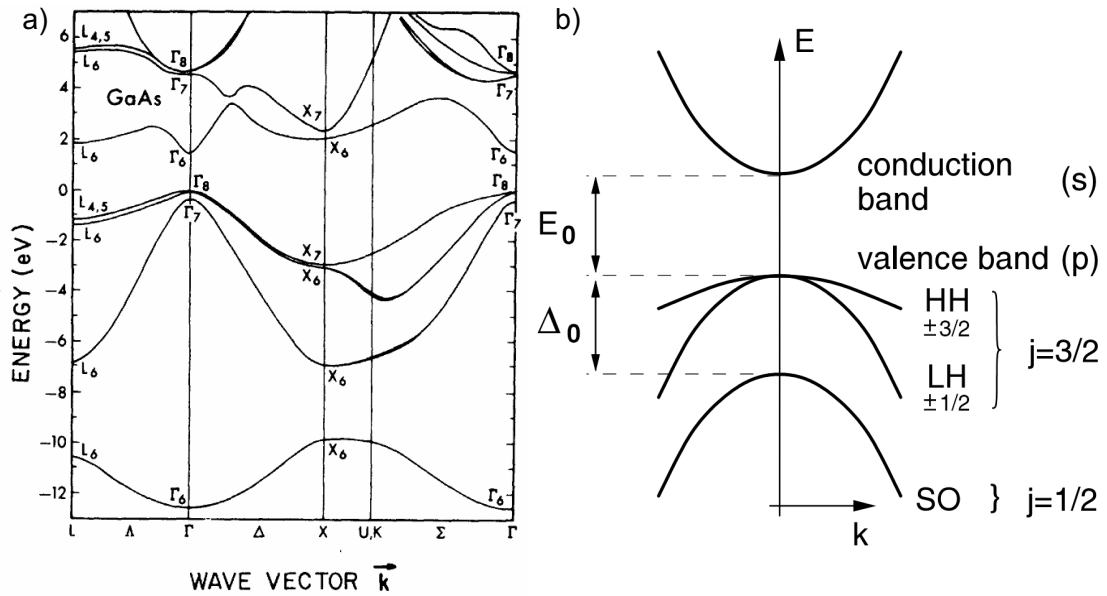 a)
ENERGY (eV)
6
4
2
0
−2
−4
−6
−8
−10
−12
GaAs
L4,5
L6
L6
L4,5
L6
L6
L6
Γ8
Γ7
Γ6
Γ8
Γ7
Γ6
X7
X6
X7
X6
X6
X6
Γ8
Γ7
Γ6
Γ8
Γ7
Γ6
L Λ Γ Δ X U,K Σ Γ
WAVE VECTOR k
b)
E
conduction
band (s)
E0
valence band (p)
Δ0
HH
±3/2
j=3/2
LH
±1/2
SO } j=1/2
k